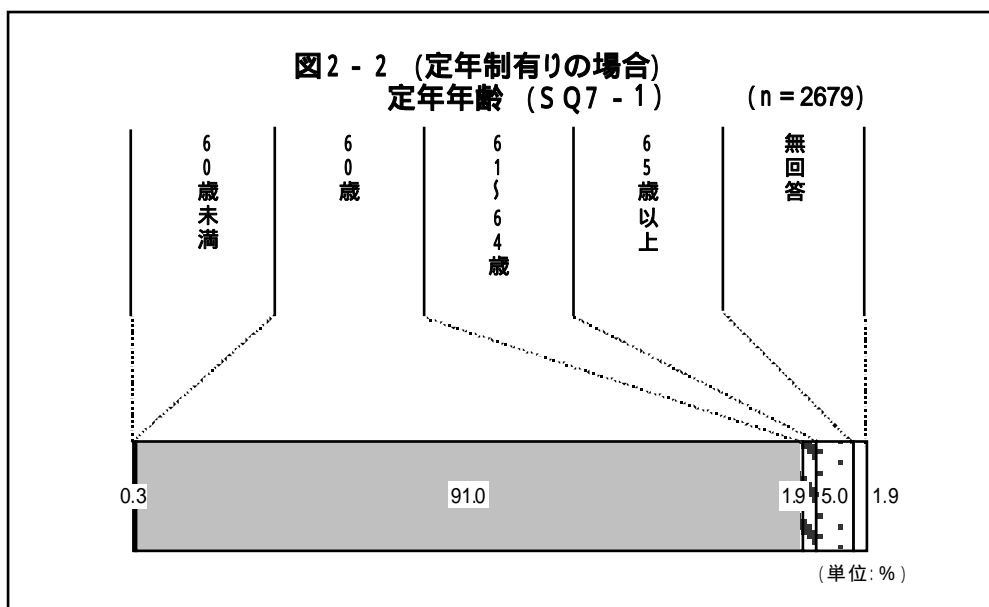 図2-2 (定年制有りの場合)
定年年齢 (SQ7-1) (n=2679)
60歳未満
60歳
61～64歳
65歳以上
無回答
0.3 91.0 1.9 5.0 1.9
(単位:%)